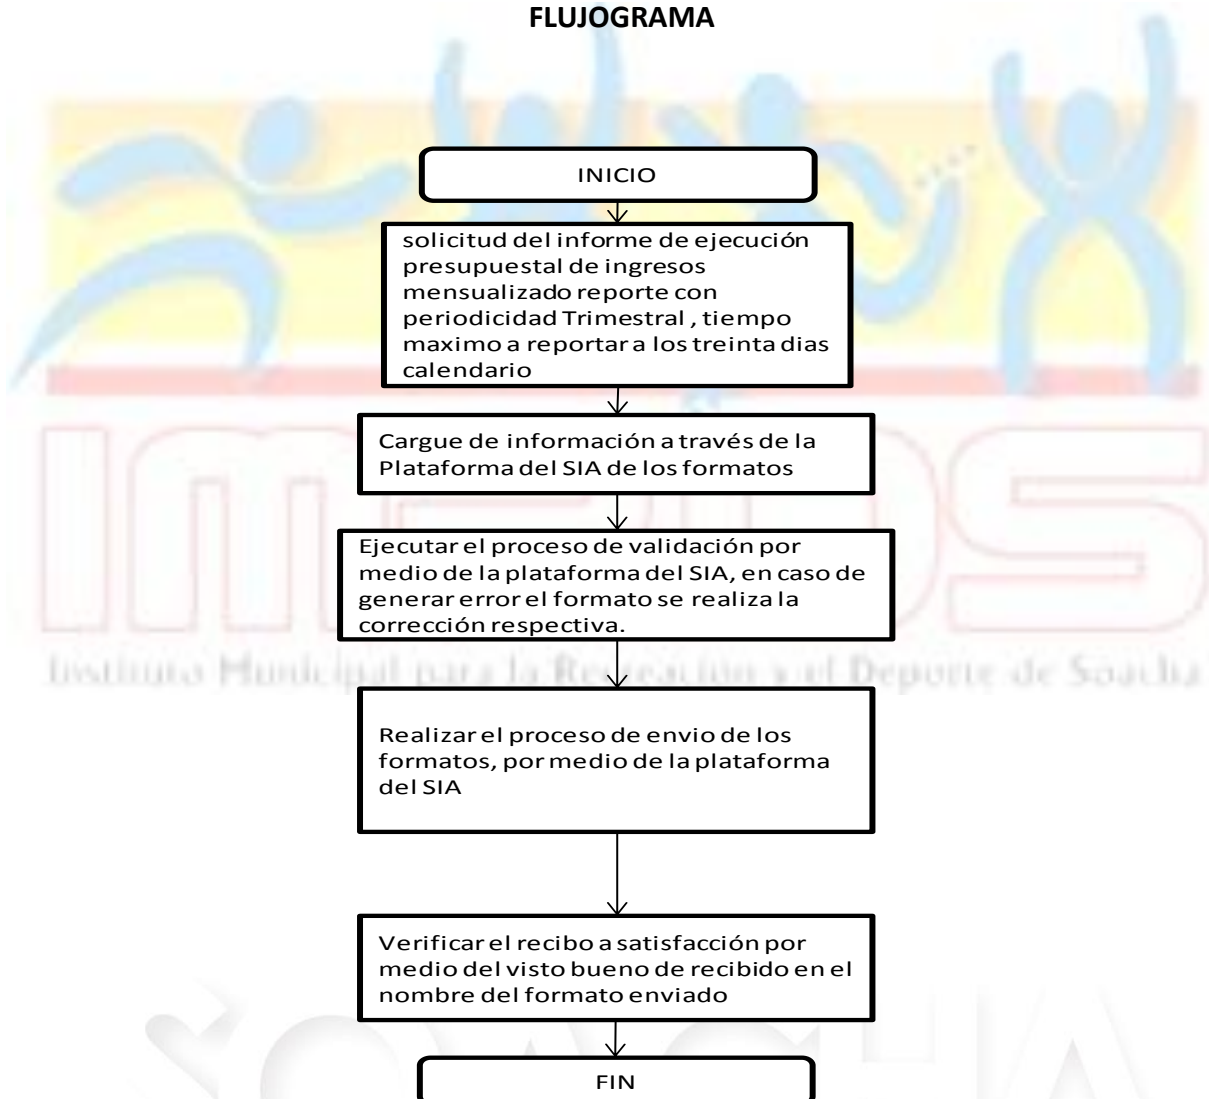 FLUJOGRAMA
INICIO
solicitud del informe de ejecución
presupuestal de ingresos
mensualizado reporte con
periodicidad Trimestral , tiempo
maximo a reportar a los treinta dias
calendario
Cargue de información a través de la
Plataforma del SIA de los formatos
Ejecutar el proceso de validación por
medio de la plataforma del SIA, en caso de
generar error el formato se realiza la
corrección respectiva.
Instituto Municipal para la Recreación y el Deporte de Soacha
Realizar el proceso de envio de los
formatos, por medio de la plataforma
del SIA
Verificar el recibo a satisfacción por
medio del visto bueno de recibido en el
nombre del formato enviado
SOACHA
FIN